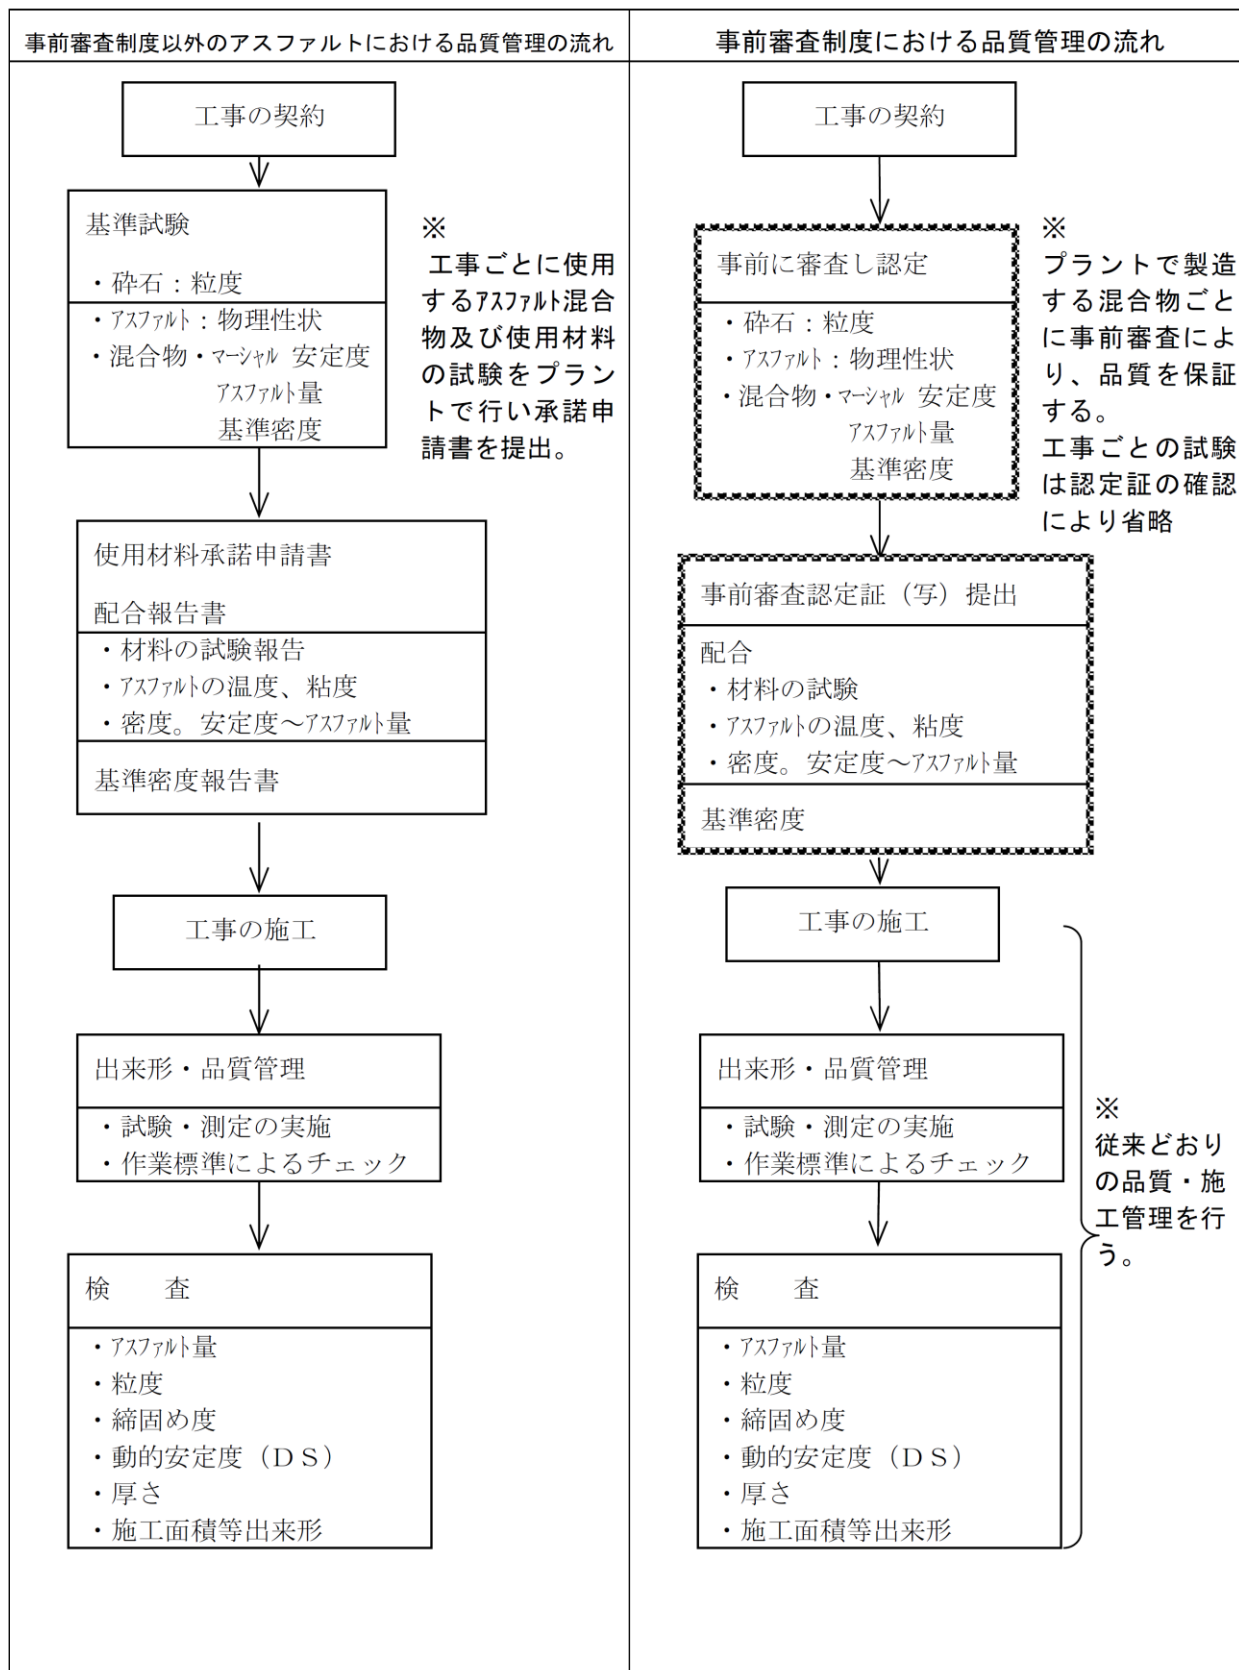 事前審査制度以外のアスファルトにおける品質管理の流れ
工事の契約
基準試験
・砕石：粒度
・ｱｽﾌｧﾙﾄ：物理性状
・混合物・ﾏｰｼｬﾙ 安定度
ｱｽﾌｧﾙﾄ量
基準密度
※
工事ごとに使用
するｱｽﾌｧﾙﾄ混合
物及び使用材料
の試験をプラン
トで行い承諾申
請書を提出。
使用材料承諾申請書
配合報告書
・材料の試験報告
・ｱｽﾌｧﾙﾄの温度、粘度
・密度。安定度～ｱｽﾌｧﾙﾄ量
基準密度報告書
工事の施工
出来形・品質管理
・試験・測定の実施
・作業標準によるチェック
検　　査
・ｱｽﾌｧﾙﾄ量
・粒度
・締固め度
・動的安定度（ＤＳ）
・厚さ
・施工面積等出来形
事前審査制度における品質管理の流れ
工事の契約
事前に審査し認定
・砕石：粒度
・ｱｽﾌｧﾙﾄ：物理性状
・混合物・ﾏｰｼｬﾙ 安定度
ｱｽﾌｧﾙﾄ量
基準密度
※
プラントで製造
する混合物ごと
に事前審査によ
り、品質を保証
する。
工事ごとの試験
は認定証の確認
により省略
事前審査認定証（写）提出
配合
・材料の試験
・ｱｽﾌｧﾙﾄの温度、粘度
・密度。安定度～ｱｽﾌｧﾙﾄ量
基準密度
工事の施工
出来形・品質管理
・試験・測定の実施
・作業標準によるチェック
※
従来どおり
の品質・施
工管理を行
う。
検　　査
・ｱｽﾌｧﾙﾄ量
・粒度
・締固め度
・動的安定度（ＤＳ）
・厚さ
・施工面積等出来形